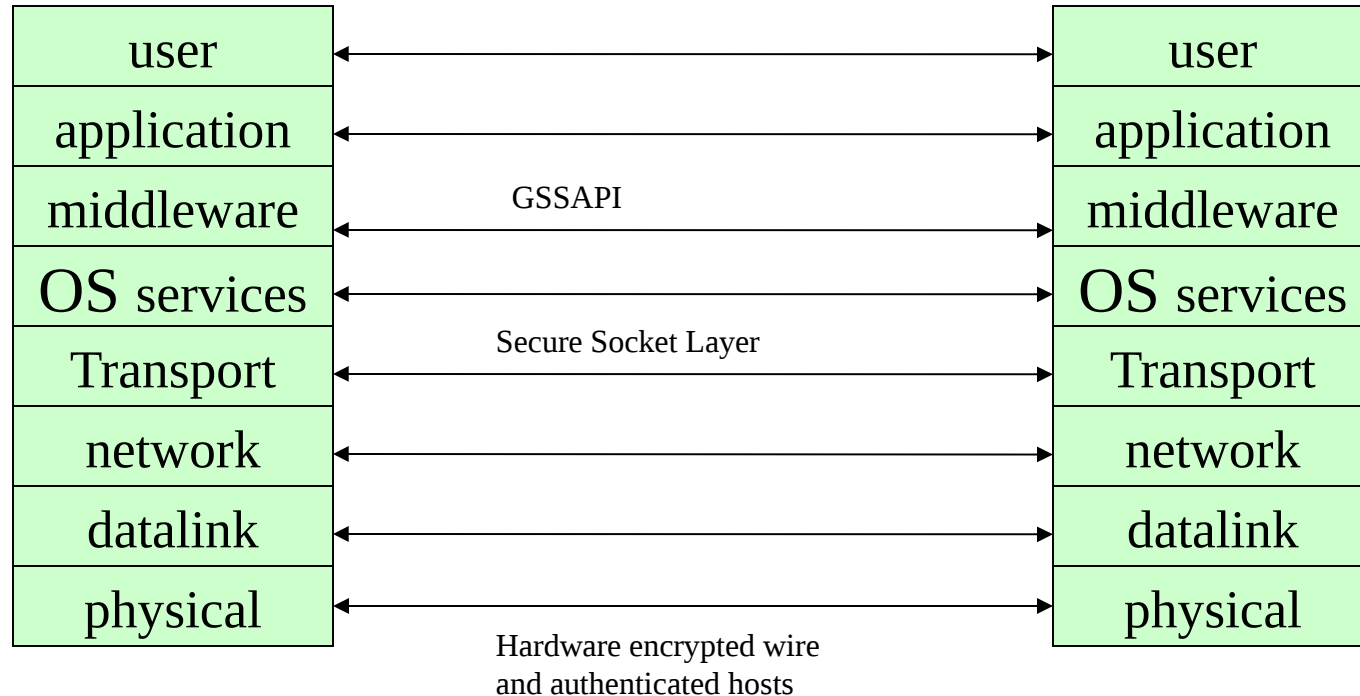 user
user
application
application
GSSAPI
middleware
middleware
OS services
OS services
Secure Socket Layer
Transport
Transport
network
network
datalink
datalink
physical
physical
Hardware encrypted wire
and authenticated hosts